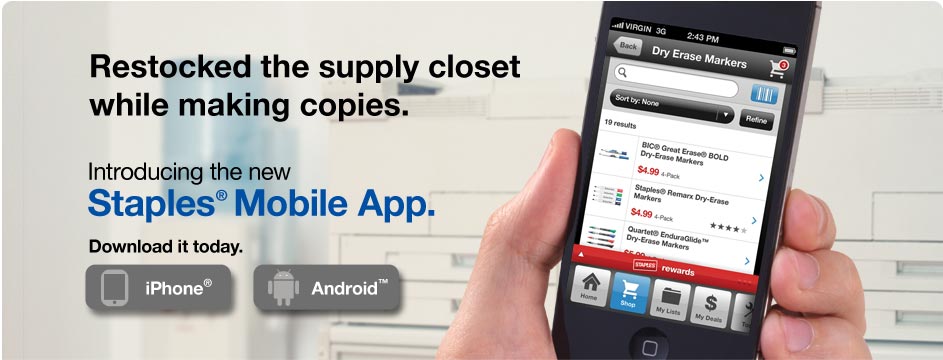 Restocked the supply closet
while making copies.
Introducing the new
Staples® Mobile App.
Download it today.
iPhone®
Android™
VIRGIN 3G
2:43 PM
Back
Dry Erase Markers
3
Sort by: None
Refine
19 results
BIC® Great Erase® BOLD
Dry-Erase Markers
$4.99 4-Pack
Staples® Remarx Dry-Erase
Markers
$4.99 4-Pack
Quartet® EnduraGlide™
Dry-Erase Markers
STAPLES rewards
Home
Shop
My Lists
My Deals